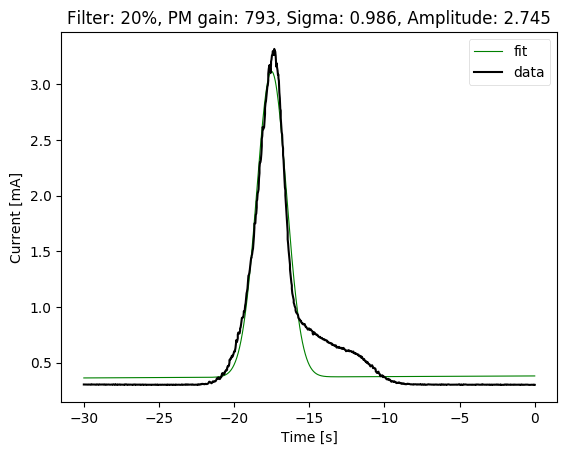 Filter: 20%, PM gain: 793, Sigma: 0.986, Amplitude: 2.745
fit
data
3.0
2.5
2.0
1.5
1.0
0.5
Current [mA]
−30 −25 −20 −15 −10 −5 0
Time [s]